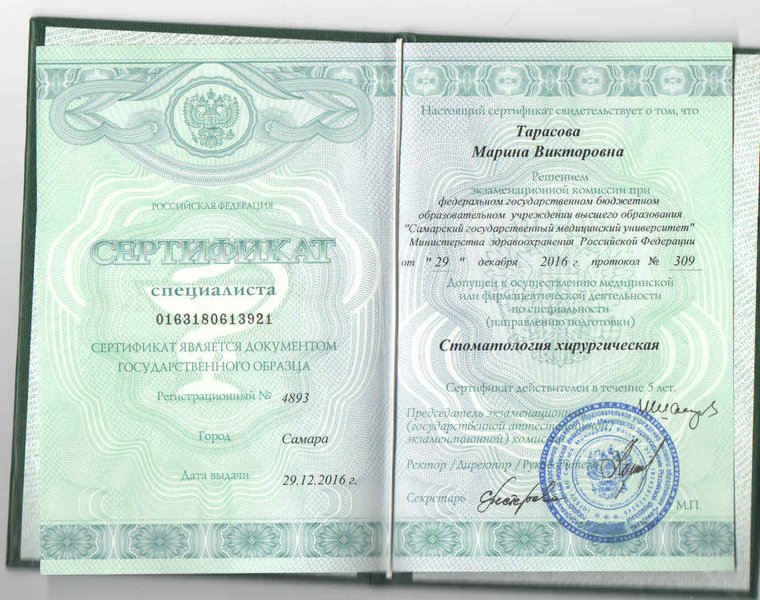 РОССИЙСКАЯ ФЕДЕРАЦИЯ
СЕРТИФИКАТ
специалиста
0163180613921
СЕРТИФИКАТ ЯВЛЯЕТСЯ ДОКУМЕНТОМ
ГОСУДАРСТВЕННОГО ОБРАЗЦА
Регистрационный № 4893
Город Самара
Дата выдачи 29.12.2016 г.
Настоящий сертификат свидетельствует о том, что
Тарасова
Марина Викторовна
Решением
экзаменационной комиссии при
федеральном государственном бюджетном
образовательном учреждении высшего образования
"Самарский государственный медицинский университет"
Министерства здравоохранения Российской Федерации
от "29" декабря 2016 г. протокол № 309
Допущен к осуществлению медицинской
или фармацевтической деятельности
по специальности
(направлению подготовки)
Стоматология хирургическая
Сертификат действителен в течение 5 лет.
Председатель экзаменационной
(государственной аттестационной
экзаменационной) комиссии
Ректор /Директор /Руководитель
Секретарь
М.П.